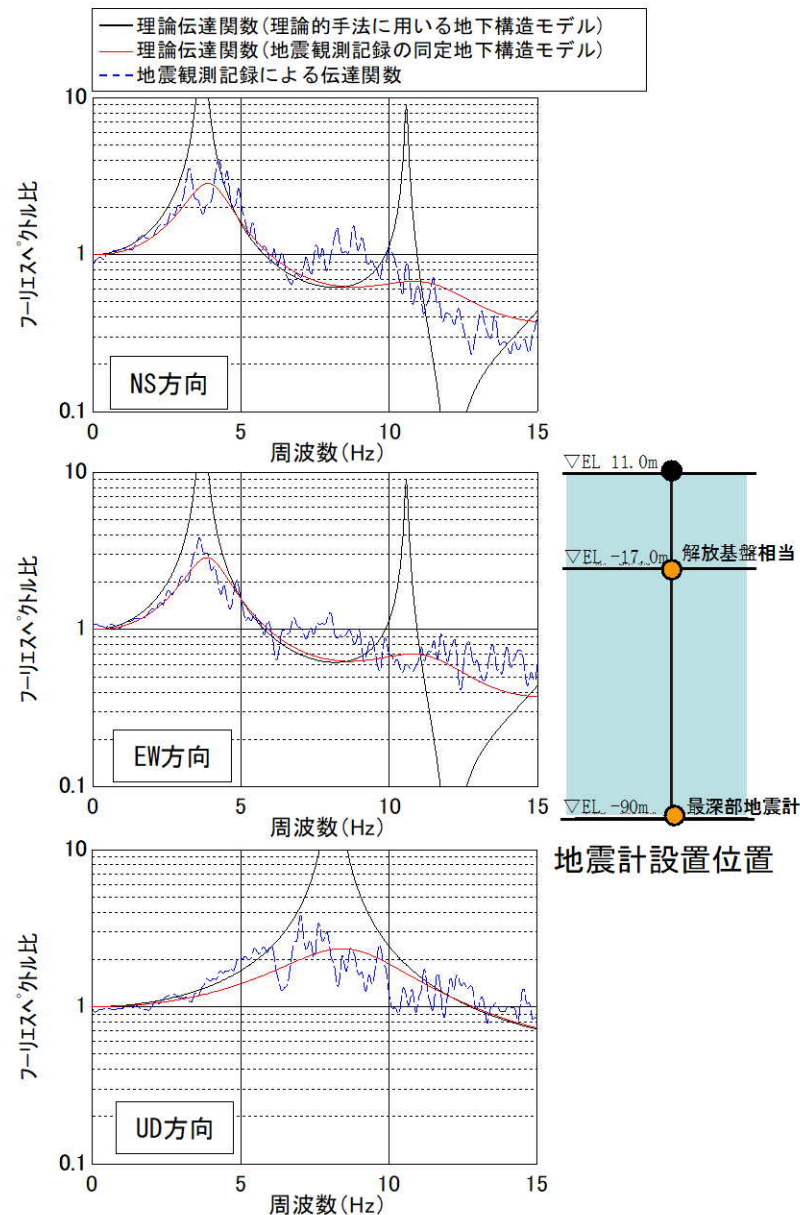 理論伝達関数(理論的手法に用いる地下構造モデル)
理論伝達関数(地震観測記録の同定地下構造モデル)
地震観測記録による伝達関数
10
フーリエスペクトル比
1
NS方向
0.1
0 5 10 15
周波数(Hz)
10
フーリエスペクトル比
1
EW方向
0.1
0 5 10 15
周波数(Hz)
▽EL 11.0m
▽EL -17.0m 解放基盤相当
▽EL -90m 最深部地震計
地震計設置位置
10
フーリエスペクトル比
1
UD方向
0.1
0 5 10 15
周波数(Hz)